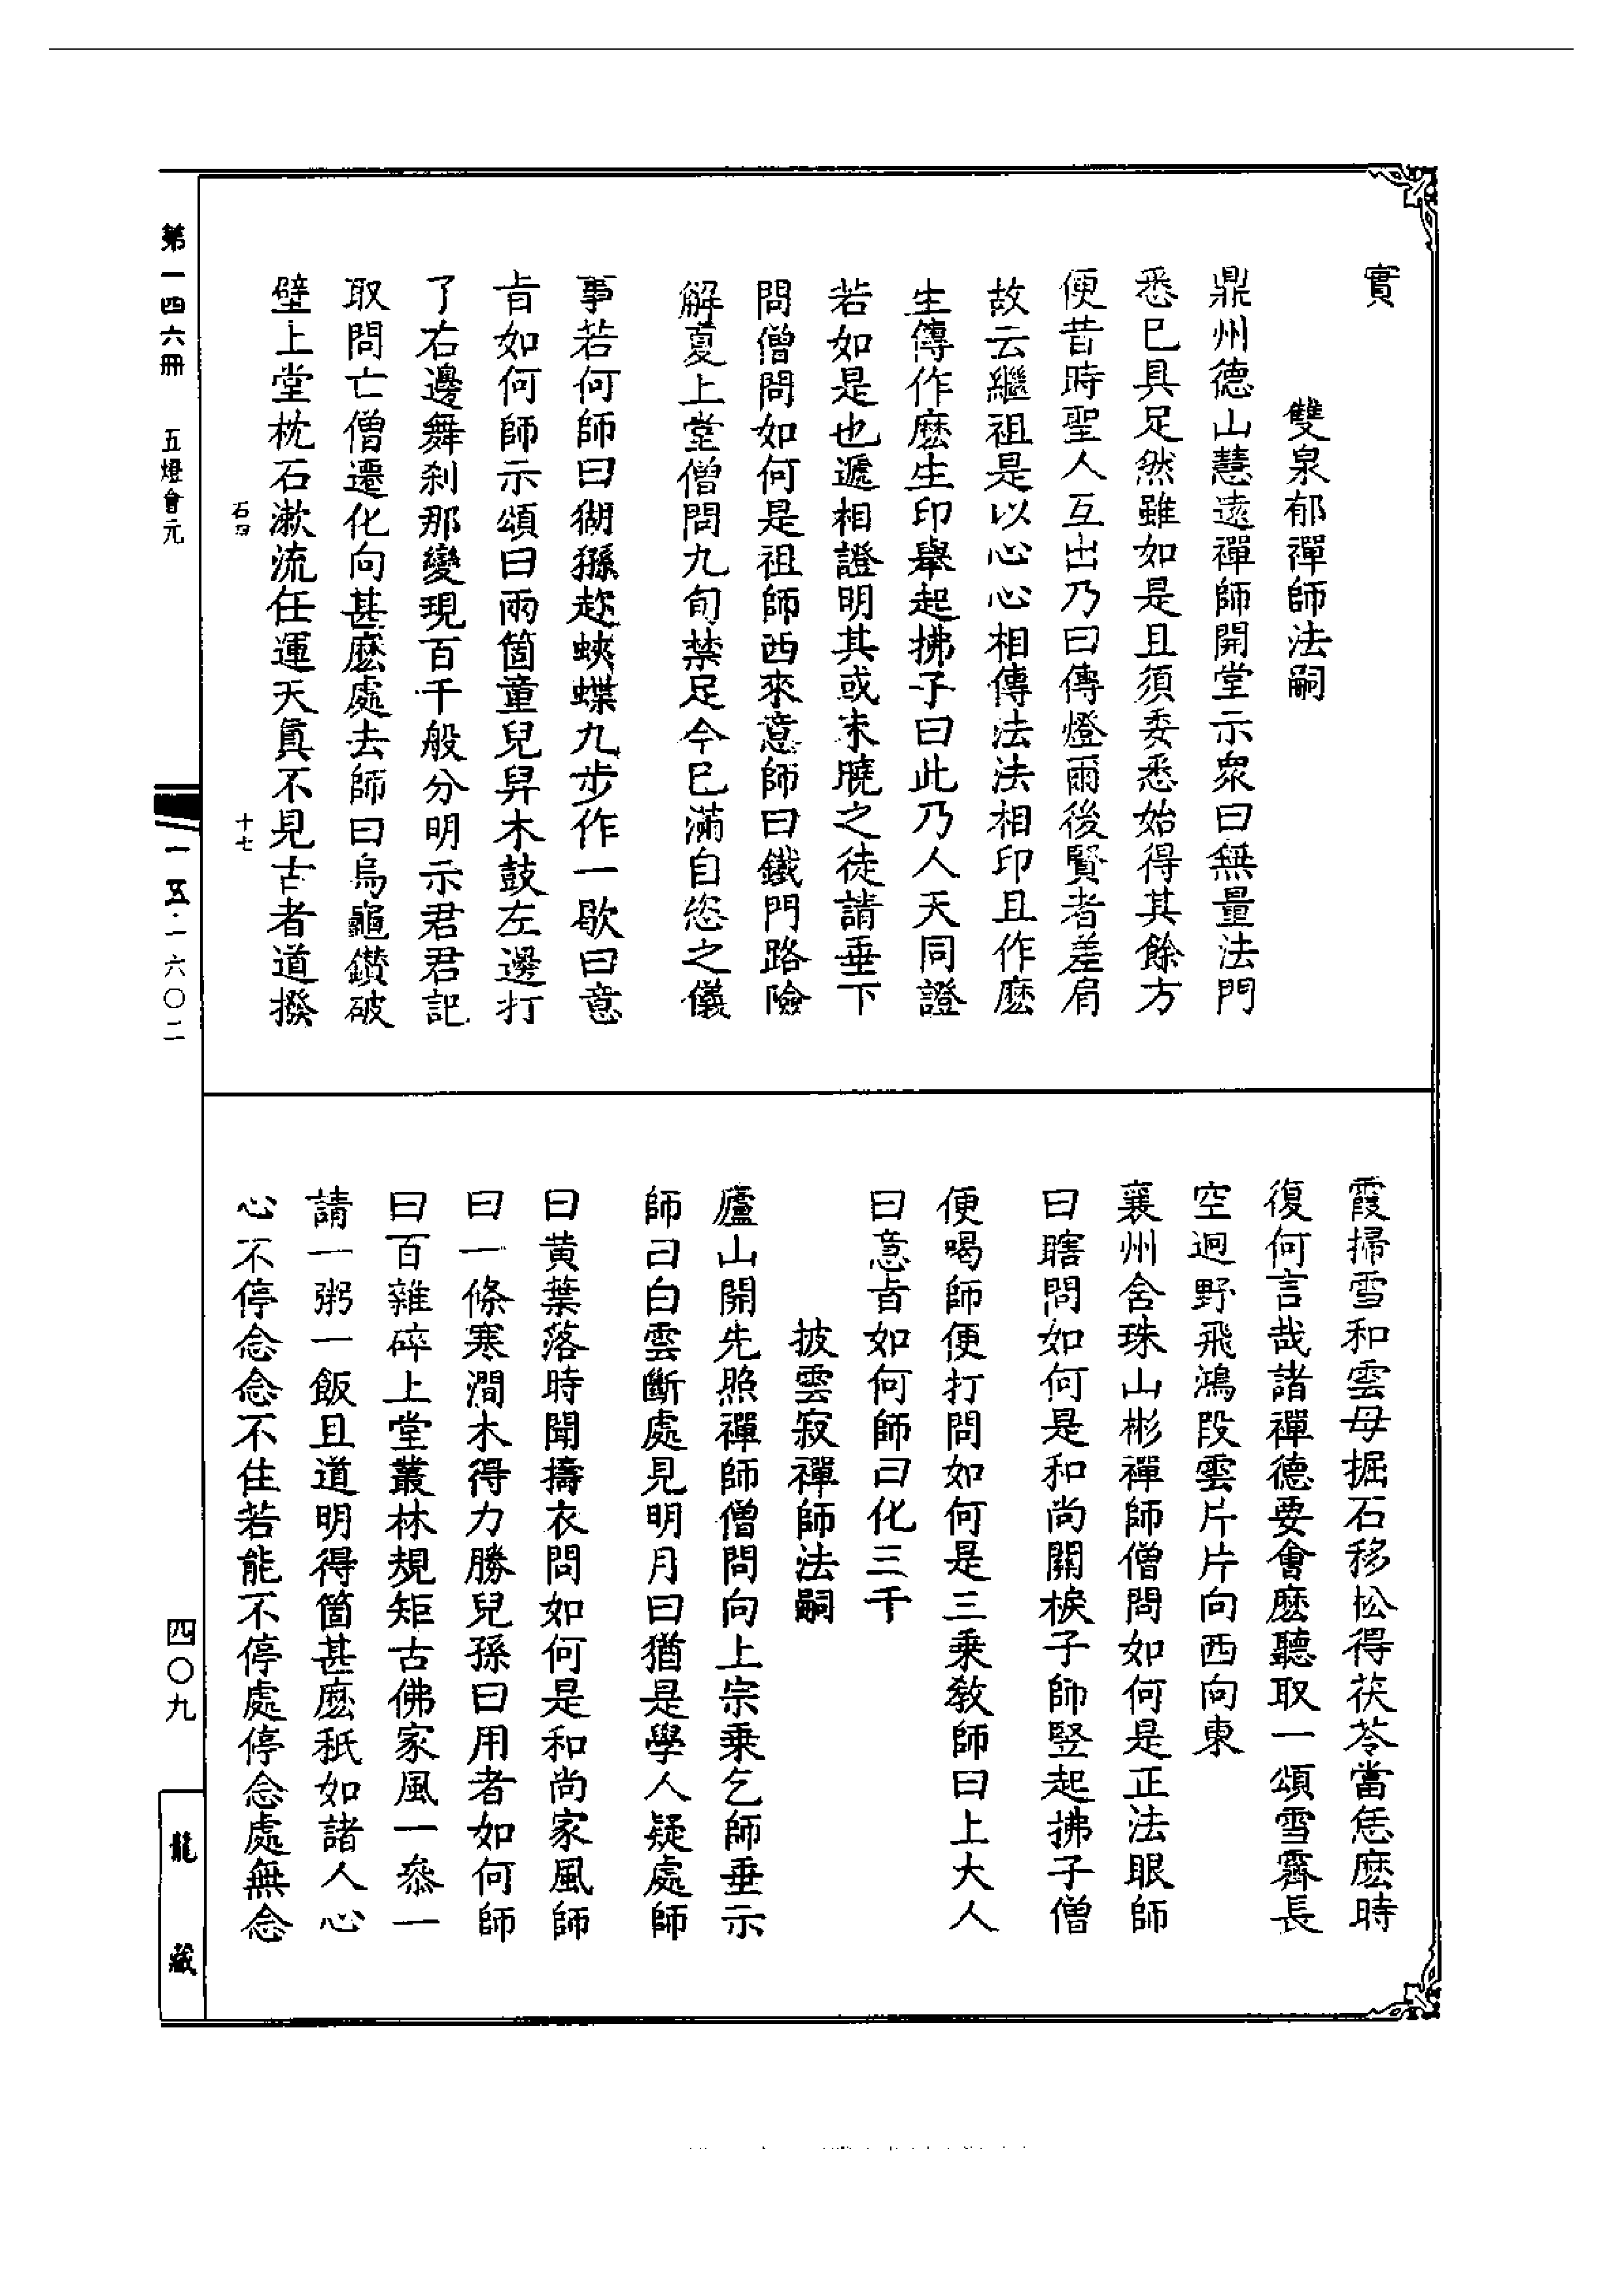 實
雙泉郁禪師法嗣
鼎州德山慧遠禪師開堂示衆曰無量法門
悉已具足然雖如是且須委悉始得其餘方
便昔時聖人互出乃曰傳燈爾後賢者差肩
故云繼祖是以心心相傳法法相印且作麽
生傳作麽生印舉起拂子曰此乃人天同證
若如是也遞相證明其或未曉之徒請垂下
問僧問如何是祖師西來意師曰鐵門路險
解夏上堂僧問九旬禁足今已滿自恣之儀
事若何師曰猢猻趂蛺蝶九步作一歇曰意
旨如何師示頌曰兩箇童兒舁木鼓左邊打
了右邊舞刹那變現百千般分明示君君記
取問亡僧遷化向甚麽處去師曰烏龜鑽破
壁上堂枕石漱流任運天眞不見古者道撥
霞掃雪和雲母掘石移松得茯苓當恁麽時
復何言哉諸禪德要會麽聽取一頌雪霽長
空迥野飛鴻段雲片片向西向東
襄州含珠山彬禪師僧問如何是正法眼師
曰瞎問如何是和尚關棙子師竪起拂子僧
便喝師便打問如何是三乘教師曰上大人
曰意旨如何師曰化三千
披雲寂禪師法嗣
廬山開先照禪師僧問向上宗乘乞師垂示
師曰白雲斷處見明月曰猶是學人疑處師
曰黄葉落時聞擣衣問如何是和尚家風師
曰一條寒澗木得力勝兒孫曰用者如何師
曰百雜碎上堂叢林規矩古佛家風一叅一
請一粥一飯且道明得箇甚麽秖如諸人心
心不停念念不住若能不停處停念處無念
第一四六冊 五燈會元
石四 十七
一一五·一六〇二
四〇九
龍藏